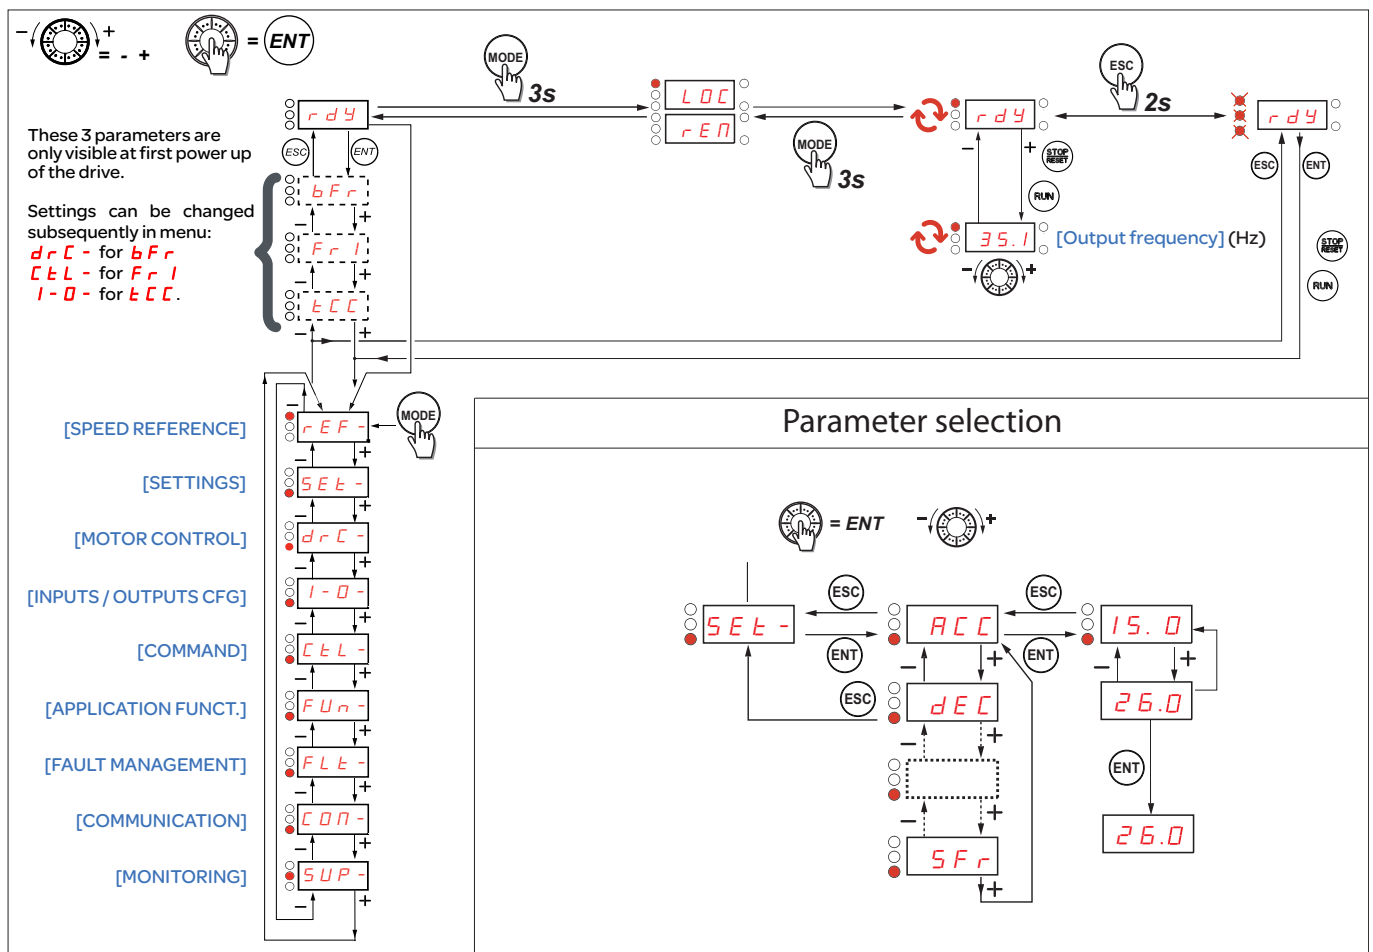 - + = - +
= ENT
MODE
3s
ESC
2s
rdY
LOC
rEM
rdY
rdY
MODE
3s
These 3 parameters are
only visible at first power up
of the drive.
ESC
ENT
- +
STOP
RESET
RUN
ESC
ENT
bFr
- +
Settings can be changed
subsequently in menu:
drC - for bFr
CtL - for Fr1
I-O- for tCC.
Fr1
- +
35.1
[Output frequency] (Hz)
- +
STOP
RESET
RUN
tCC
- +
[SPEED REFERENCE]
- rEF-
MODE
- +
[SETTINGS]
SEt-
- +
[MOTOR CONTROL]
drC-
- +
[INPUTS / OUTPUTS CFG]
I-O-
- +
[COMMAND]
CtL-
- +
[APPLICATION FUNCT.]
FUn-
- +
[FAULT MANAGEMENT]
FLt-
- +
[COMMUNICATION]
COM-
- +
[MONITORING]
SUP-
- +
Parameter selection
= ENT - +
ESC
ESC
SEt-
ACC
15.0
ENT
ENT
- +
- +
ESC
dEC
26.0
- +
ENT
- +
26.0
SFr
+